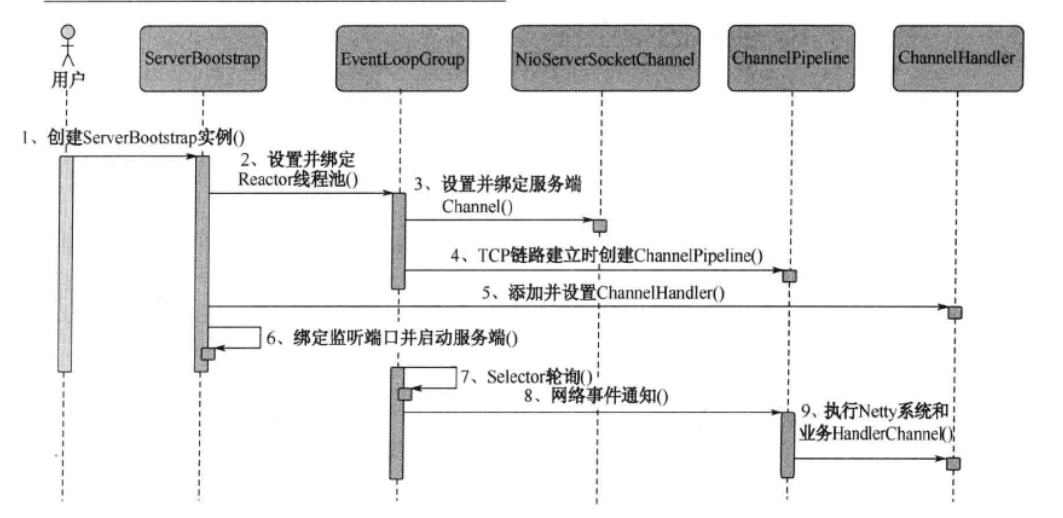 ServerBootstrap
EventLoopGroup
NioServerSocketChannel
ChannelPipeline
ChannelHandler
用户
1、创建ServerBootstrap实例()
2、设置并绑定
Reactor线程池()
3、设置并绑定服务端
Channel()
4、TCP链路建立时创建ChannelPipeline()
5、添加并设置ChannelHandler()
6、绑定监听端口并启动服务端()
7、Selector轮询()
8、网络事件通知()
9、执行Netty系统和
业务HandlerChannel()